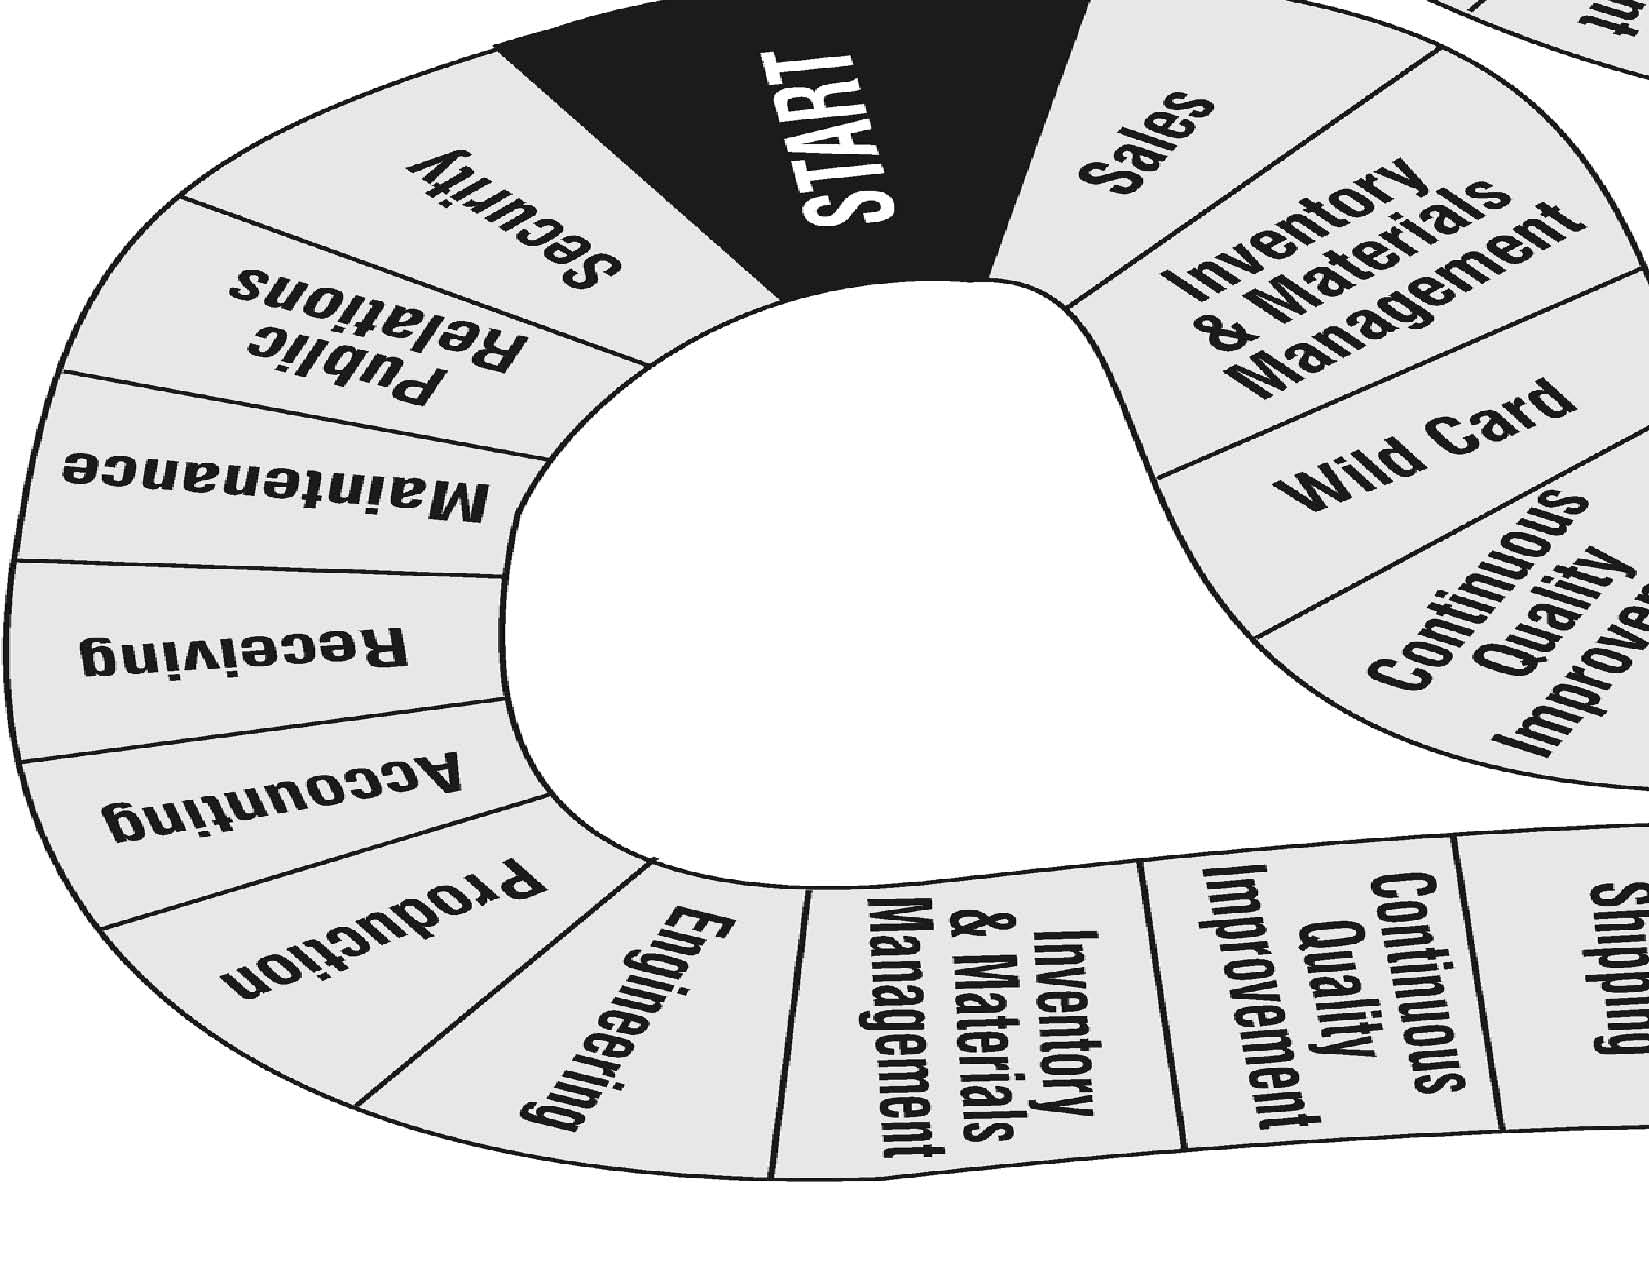 START
Sales
Inventory
& Materials
Management
Wild Card
Continuous
Quality
Shipping
Continuous
Quality
Improvement
Inventory
& Materials
Management
Engineering
Production
Accounting
Receiving
Maintenance
Public
Relations
Security